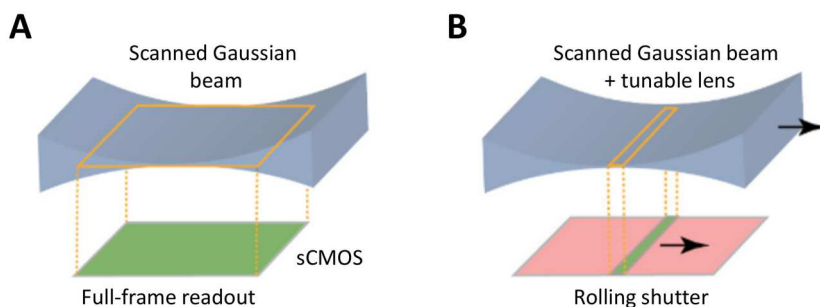 A
Scanned Gaussian
beam
sCMOS
Full-frame readout
B
Scanned Gaussian beam
+ tunable lens
Rolling shutter